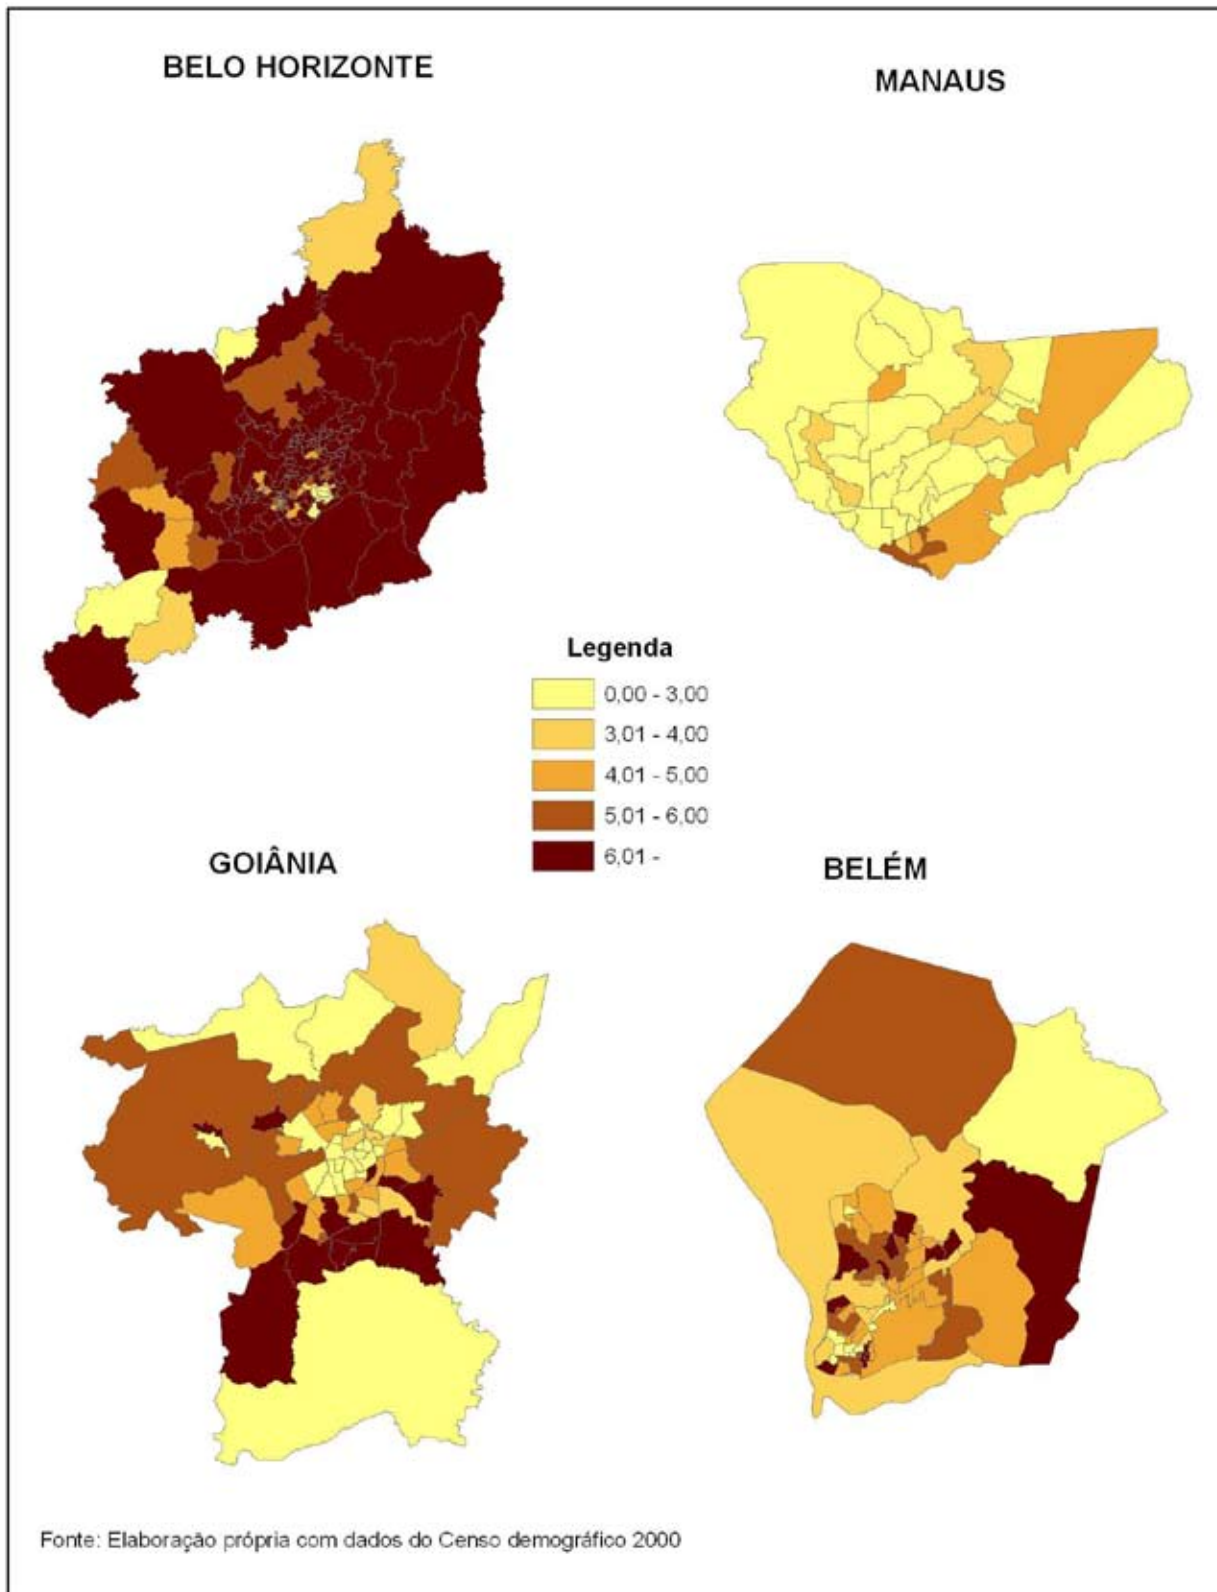 BELO HORIZONTE
MANAUS
Legenda
0,00 - 3,00
3,01 - 4,00
4,01 - 5,00
5,01 - 6,00
6,01 -
GOIÂNIA
BELÉM
Fonte: Elaboração própria com dados do Censo demográfico 2000